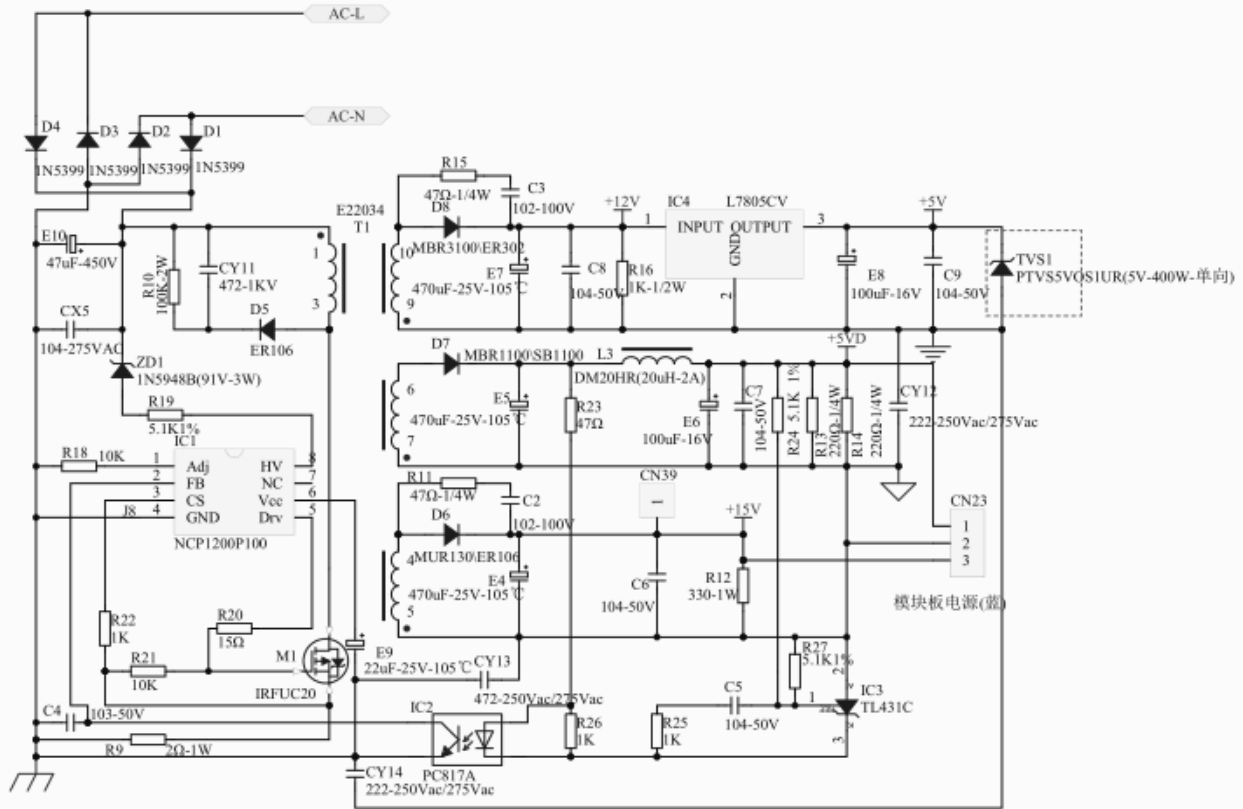 AC-L
AC-N
D4
D3
D2
D1
1N5399
1N5399
1N5399
1N5399
R15
47Ω-1/4W
C3
102-100V
E22034
T1
D8
MBR3100\ER302
+12V
IC4
L7805CV
1
INPUT OUTPUT
GND
2
3
+5V
E10
47uF-450V
1
3
10
9
R10
100K-2W
CY11
472-1KV
E7
470uF-25V-105℃
C8
104-50V
R16
1K-1/2W
E8
100uF-16V
C9
104-50V
TVS1
PTVS5VOS1UR(5V-400W-单向)
CX5
104-275VAC
D5
ER106
ZD1
1N5948B(91V-3W)
D7
MBR1100\SB1100
L3
DM20HR(20uH-2A)
+5VD
R19
5.1K1%
6
7
E5
470uF-25V-105℃
R23
47Ω
E6
100uF-16V
C7
104-50V
R24
5.1K 1%
R13
220Ω-1/4W
R14
220Ω-1/4W
CY12
222-250Vac/275Vac
IC1
R18
10K
1
Adj
2
FB
3
CS
4
GND
HV
8
NC
7
Vcc
6
Drv
5
J8
NCP1200P100
R11
47Ω-1/4W
C2
102-100V
CN39
1
D6
MUR130\ER106
+15V
CN23
1
2
3
模块板电源(蓝)
4
5
E4
470uF-25V-105℃
C6
104-50V
R12
330-1W
R22
1K
R20
15Ω
R21
10K
M1
IRFUC20
E9
22uF-25V-105℃
CY13
472-250Vac/275Vac
R27
5.1K1%
2
1
3
IC3
TL431C
C5
104-50V
C4
103-50V
IC2
PC817A
R26
1K
R25
1K
R9
2Ω-1W
CY14
222-250Vac/275Vac